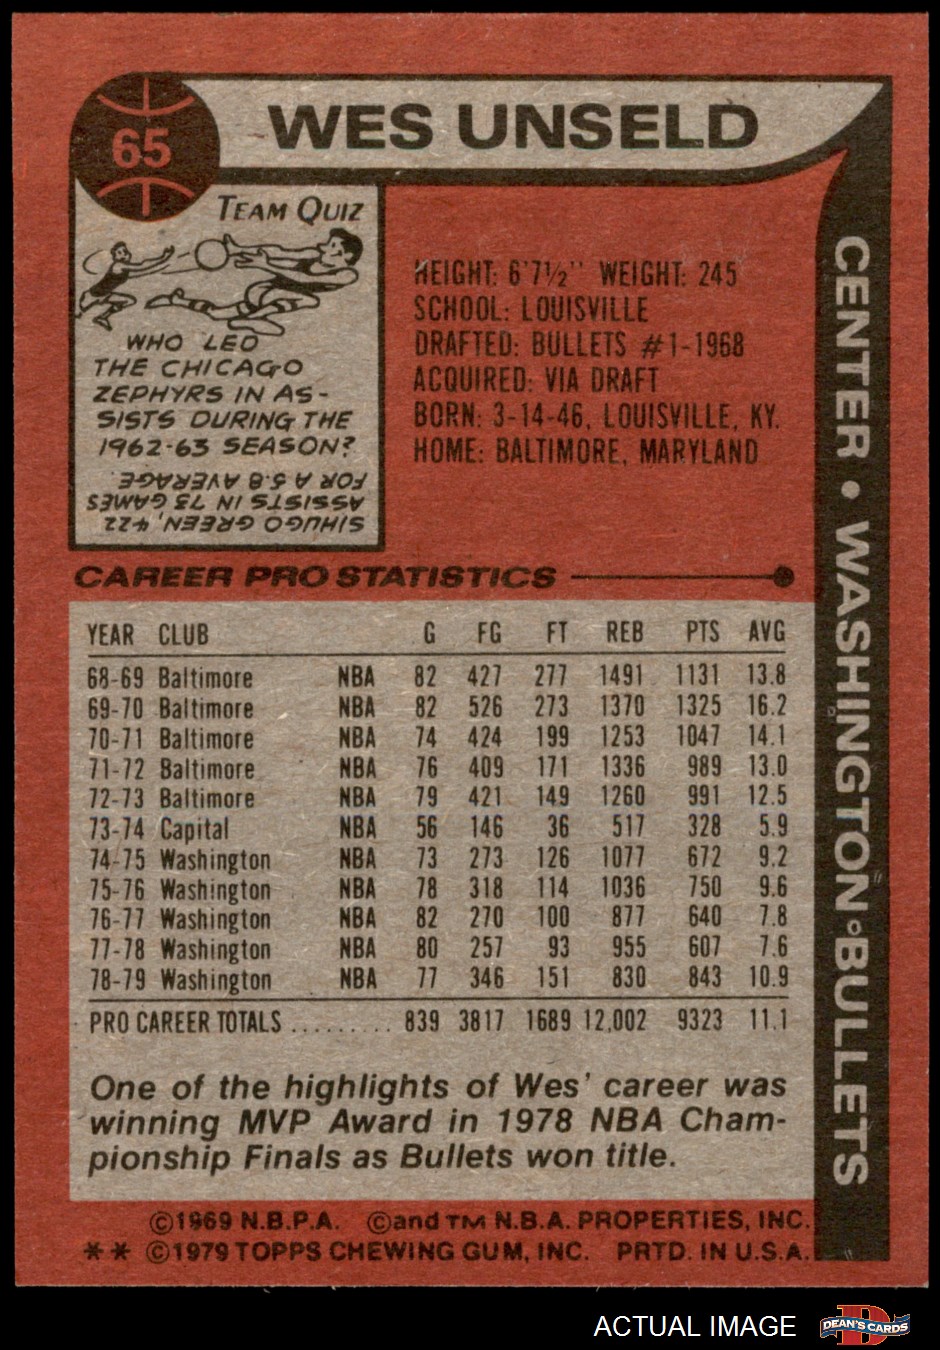 65
WES UNSELD
TEAM QUIZ
WHO LED
THE CHICAGO
ZEPHYRS IN AS-
SISTS DURING THE
1962-63 SEASON?
SIHUGO GREEN, 422
ASSISTS IN 73 GAMES
FOR A 5.8 AVERAGE
HEIGHT: 6'7½" WEIGHT: 245
SCHOOL: LOUISVILLE
DRAFTED: BULLETS #1-1968
ACQUIRED: VIA DRAFT
BORN: 3-14-46, LOUISVILLE, KY.
HOME: BALTIMORE, MARYLAND
CENTER • WASHINGTON•BULLETS
CAREER PRO STATISTICS
YEAR CLUB G FG FT REB PTS AVG
68-69 Baltimore NBA 82 427 277 1491 1131 13.8
69-70 Baltimore NBA 82 526 273 1370 1325 16.2
70-71 Baltimore NBA 74 424 199 1253 1047 14.1
71-72 Baltimore NBA 76 409 171 1336 989 13.0
72-73 Baltimore NBA 79 421 149 1260 991 12.5
73-74 Capital NBA 56 146 36 517 328 5.9
74-75 Washington NBA 73 273 126 1077 672 9.2
75-76 Washington NBA 78 318 114 1036 750 9.6
76-77 Washington NBA 82 270 100 877 640 7.8
77-78 Washington NBA 80 257 93 955 607 7.6
78-79 Washington NBA 77 346 151 830 843 10.9
PRO CAREER TOTALS ......... 839 3817 1689 12,002 9323 11.1
One of the highlights of Wes' career was
winning MVP Award in 1978 NBA Cham-
pionship Finals as Bullets won title.
©1969 N.B.P.A. ©and TM N.B.A. PROPERTIES, INC.
** ©1979 TOPPS CHEWING GUM, INC. PRTD. IN U.S.A.
ACTUAL IMAGE
D
DEAN'S CARDS